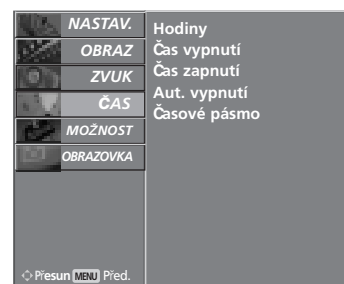 NASTAV.
OBRAZ
ZVUK
ČAS
MOŽNOST
OBRAZOVKA
Hodiny
Čas vypnutí
Čas zapnutí
Aut. vypnutí
Časové pásmo
Přesun MENU Před.